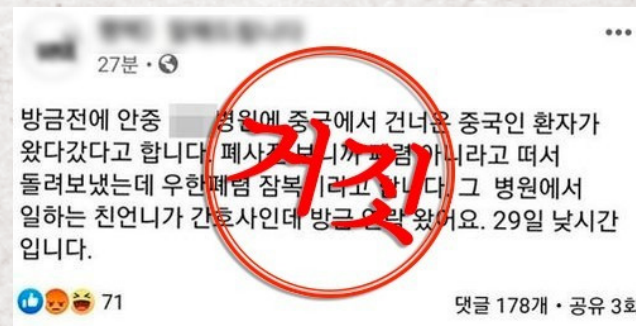 27분 ·
방금전에 안중 병원에 중국에서 건너온 중국인 환자가
왔다갔다고 합니다. 폐사진 보니까 폐렴 아니라고 떠서
돌려보냈는데 우한폐렴 잠복기라고 합니다. 그 병원에서
일하는 친언니가 간호사인데 방금 연락 왔어요. 29일 낮시간
입니다.
거짓
71
댓글 178개 · 공유 3회